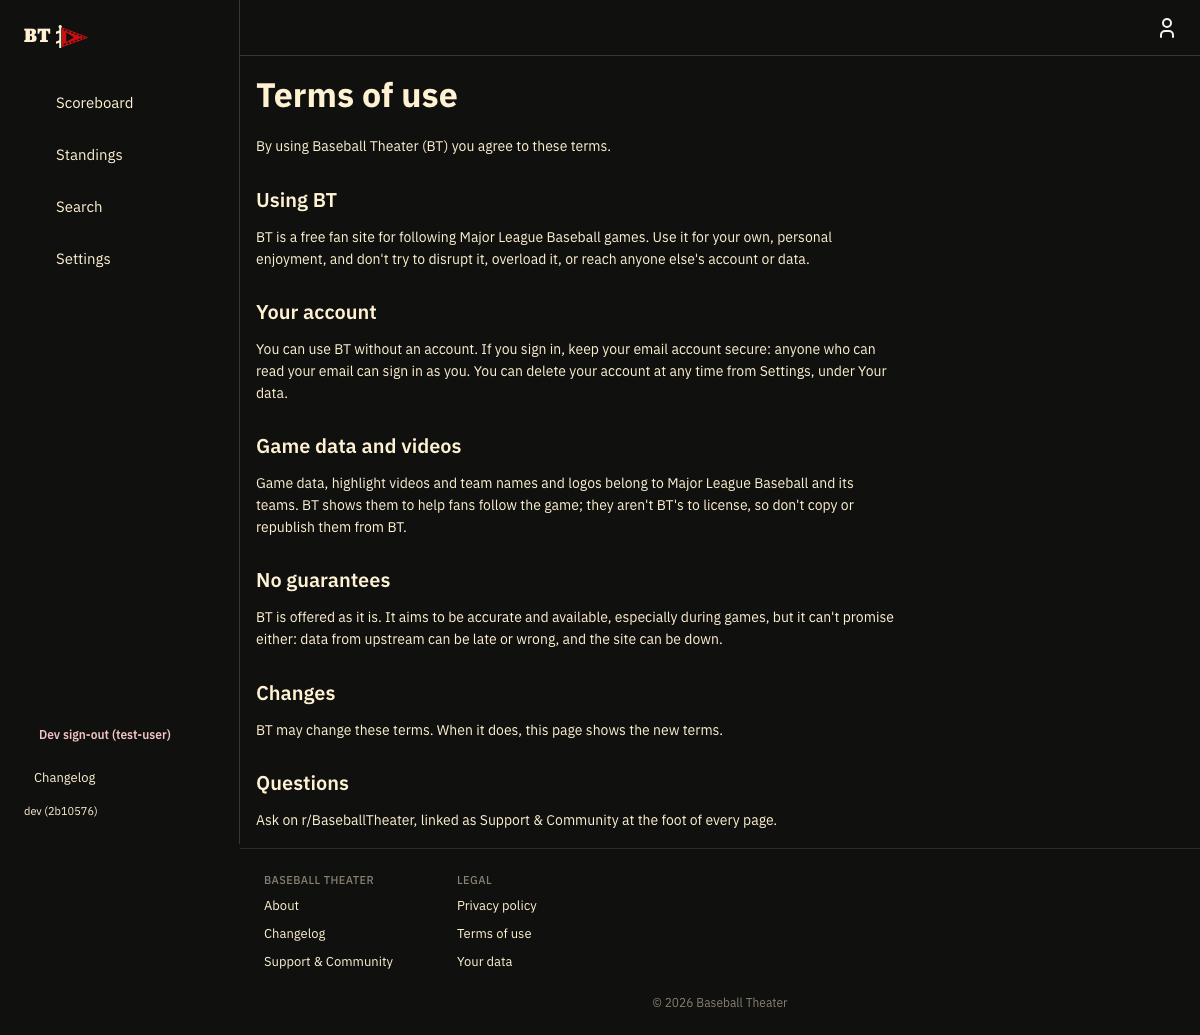 BT
Scoreboard
Standings
Search
Settings
Dev sign-out (test-user)
Changelog
dev (2b10576)
Terms of use
By using Baseball Theater (BT) you agree to these terms.
Using BT
BT is a free fan site for following Major League Baseball games. Use it for your own, personal
enjoyment, and don't try to disrupt it, overload it, or reach anyone else's account or data.
Your account
You can use BT without an account. If you sign in, keep your email account secure: anyone who can
read your email can sign in as you. You can delete your account at any time from Settings, under Your
data.
Game data and videos
Game data, highlight videos and team names and logos belong to Major League Baseball and its
teams. BT shows them to help fans follow the game; they aren't BT's to license, so don't copy or
republish them from BT.
No guarantees
BT is offered as it is. It aims to be accurate and available, especially during games, but it can't promise
either: data from upstream can be late or wrong, and the site can be down.
Changes
BT may change these terms. When it does, this page shows the new terms.
Questions
Ask on r/BaseballTheater, linked as Support & Community at the foot of every page.
BASEBALL THEATER
About
Changelog
Support & Community
LEGAL
Privacy policy
Terms of use
Your data
© 2026 Baseball Theater